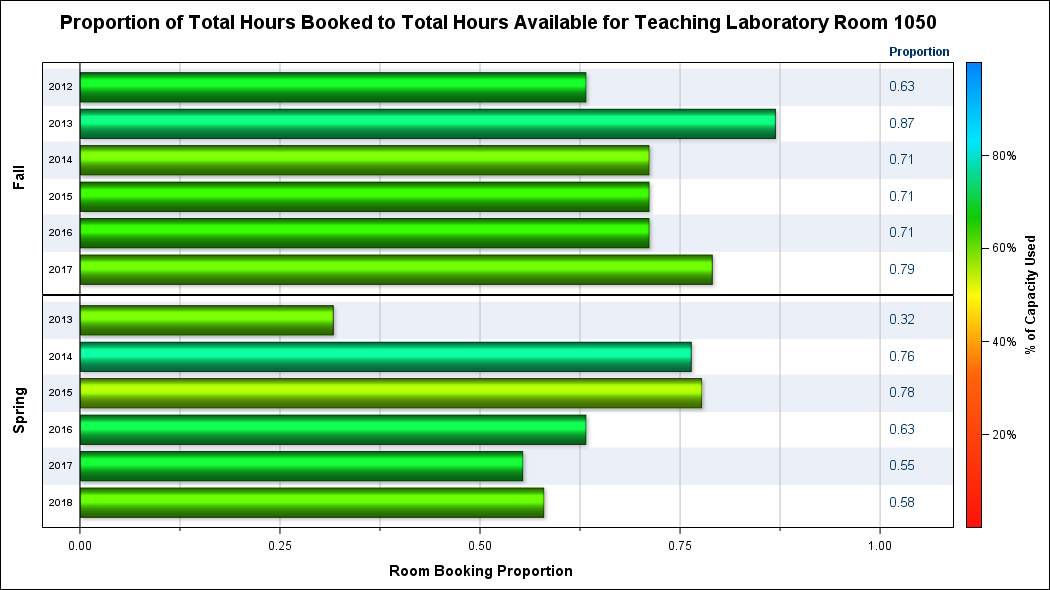 Proportion of Total Hours Booked to Total Hours Available for Teaching Laboratory Room 1050
Proportion
Fall
2012 0.63
2013 0.87
2014 0.71
2015 0.71
2016 0.71
2017 0.79
Spring
2013 0.32
2014 0.76
2015 0.78
2016 0.63
2017 0.55
2018 0.58
0.00 0.25 0.50 0.75 1.00
Room Booking Proportion
80%
60%
40%
20%
% of Capacity Used